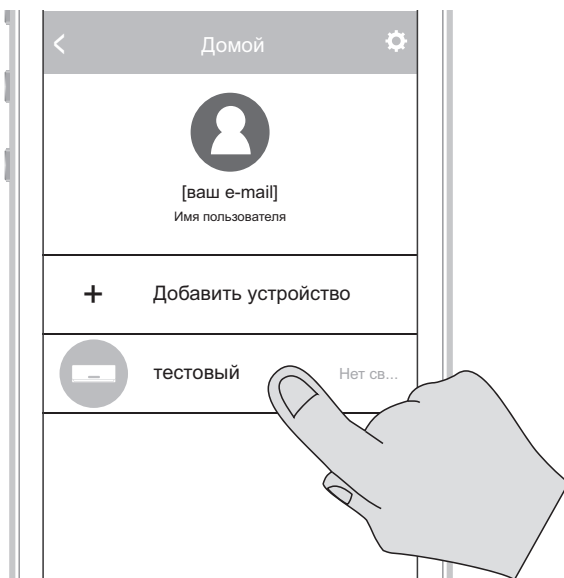 Домой
[ваш e-mail]
Имя пользователя
+ Добавить устройство
тестовый Нет св...